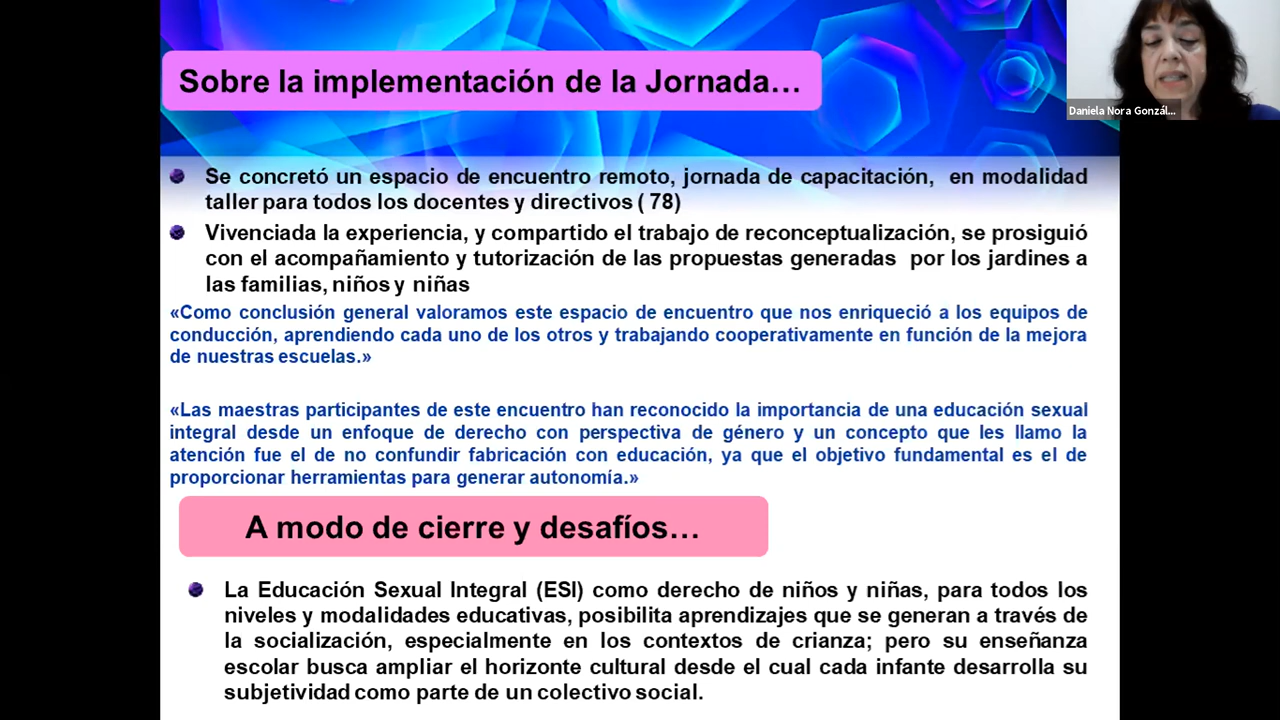 Sobre la implementación de la Jornada...
Daniela Nora Gonzál...
Se concretó un espacio de encuentro remoto, jornada de capacitación, en modalidad
taller para todos los docentes y directivos ( 78)
Vivenciada la experiencia, y compartido el trabajo de reconceptualización, se prosiguió
con el acompañamiento y tutorización de las propuestas generadas por los jardines a
las familias, niños y niñas
«Como conclusión general valoramos este espacio de encuentro que nos enriqueció a los equipos de
conducción, aprendiendo cada uno de los otros y trabajando cooperativamente en función de la mejora
de nuestras escuelas.»
«Las maestras participantes de este encuentro han reconocido la importancia de una educación sexual
integral desde un enfoque de derecho con perspectiva de género y un concepto que les llamo la
atención fue el de no confundir fabricación con educación, ya que el objetivo fundamental es el de
proporcionar herramientas para generar autonomía.»
A modo de cierre y desafíos...
La Educación Sexual Integral (ESI) como derecho de niños y niñas, para todos los
niveles y modalidades educativas, posibilita aprendizajes que se generan a través de
la socialización, especialmente en los contextos de crianza; pero su enseñanza
escolar busca ampliar el horizonte cultural desde el cual cada infante desarrolla su
subjetividad como parte de un colectivo social.